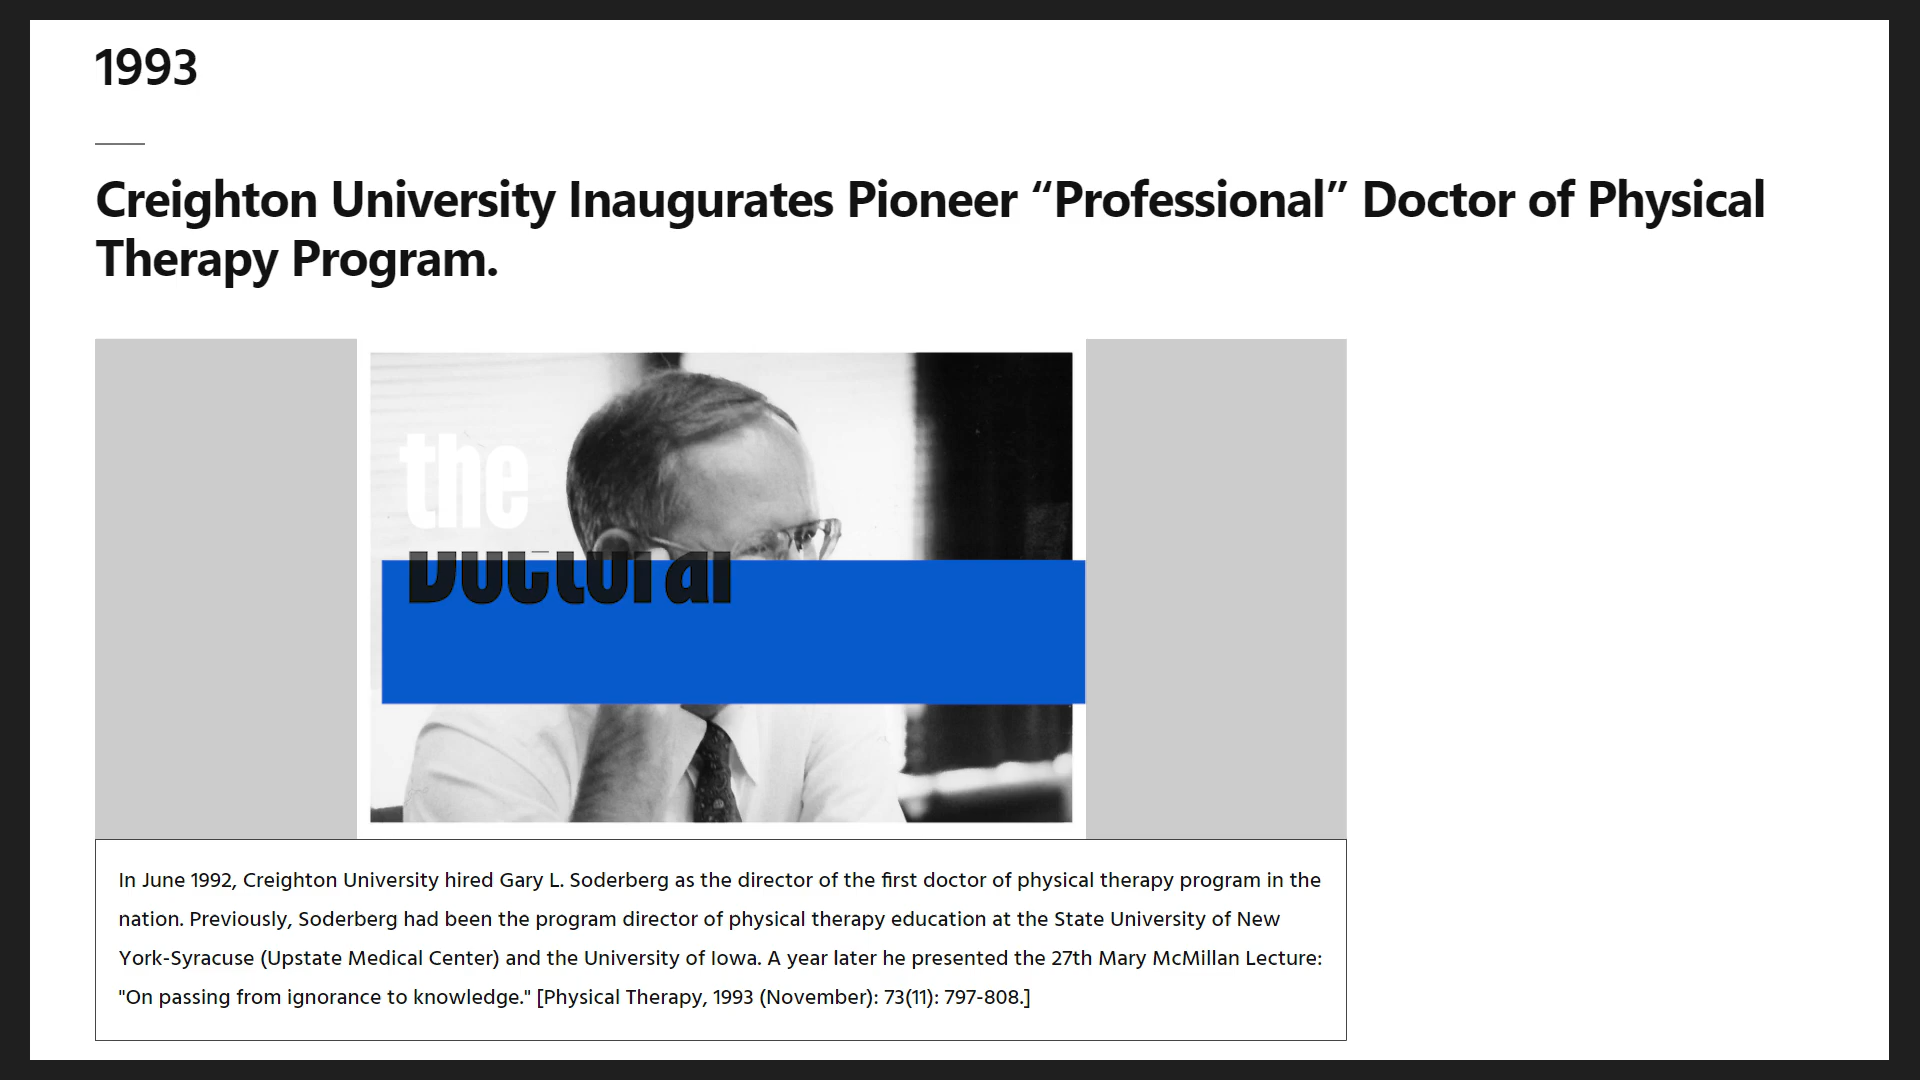 1993
Creighton University Inaugurates Pioneer “Professional” Doctor of Physical
Therapy Program.
the
Doctoral
In June 1992, Creighton University hired Gary L. Soderberg as the director of the first doctor of physical therapy program in the
nation. Previously, Soderberg had been the program director of physical therapy education at the State University of New
York-Syracuse (Upstate Medical Center) and the University of Iowa. A year later he presented the 27th Mary McMillan Lecture:
"On passing from ignorance to knowledge." [Physical Therapy, 1993 (November): 73(11): 797-808.]